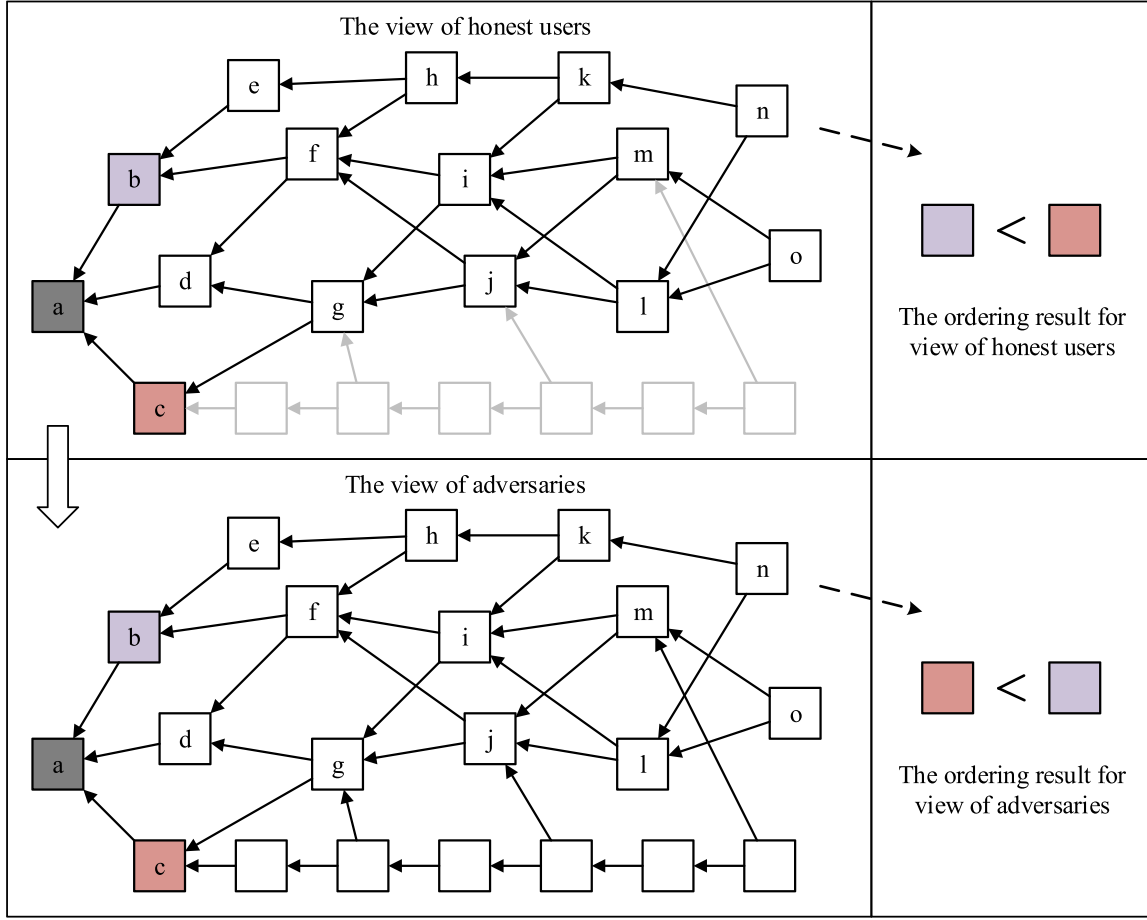 The view of honest users
e
h
k
n
b
f
i
m
a
d
g
j
l
o
c
<
The ordering result for
view of honest users
The view of adversaries
e
h
k
n
b
f
i
m
a
d
g
j
l
o
c
<
The ordering result for
view of adversaries